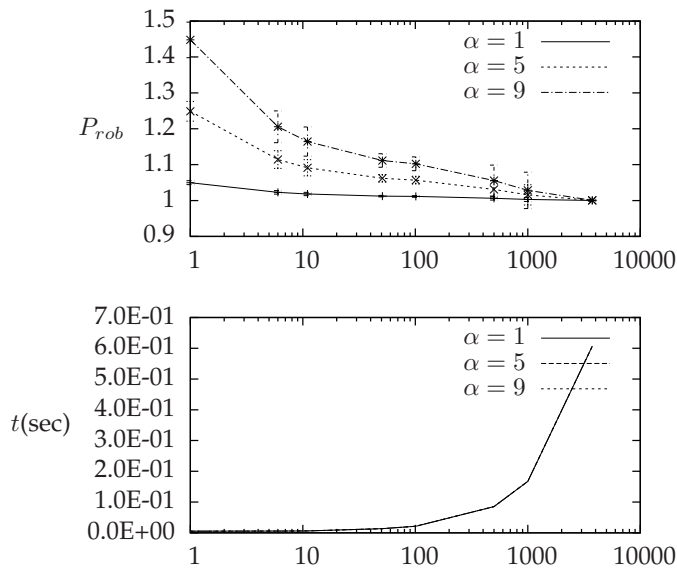 1.5
α = 1
1.4
α = 5
1.3
α = 9
P_rob
1.2
1.1
1
0.9
1 10 100 1000 10000
7.0E-01
α = 1
6.0E-01
α = 5
5.0E-01
α = 9
4.0E-01
t(sec)
3.0E-01
2.0E-01
1.0E-01
0.0E+00
1 10 100 1000 10000